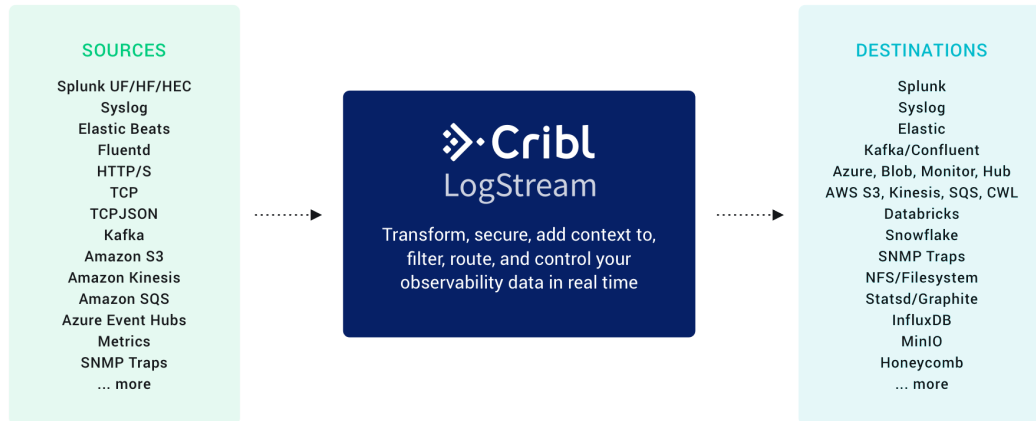 SOURCES
Splunk UF/HF/HEC
Syslog
Elastic Beats
Fluentd
HTTP/S
TCP
TCPJSON
Kafka
Amazon S3
Amazon Kinesis
Amazon SQS
Azure Event Hubs
Metrics
SNMP Traps
... more
Cribl
LogStream
Transform, secure, add context to,
filter, route, and control your
observability data in real time
DESTINATIONS
Splunk
Syslog
Elastic
Kafka/Confluent
Azure, Blob, Monitor, Hub
AWS S3, Kinesis, SQS, CWL
Databricks
Snowflake
SNMP Traps
NFS/Filesystem
Statsd/Graphite
InfluxDB
MinIO
Honeycomb
... more